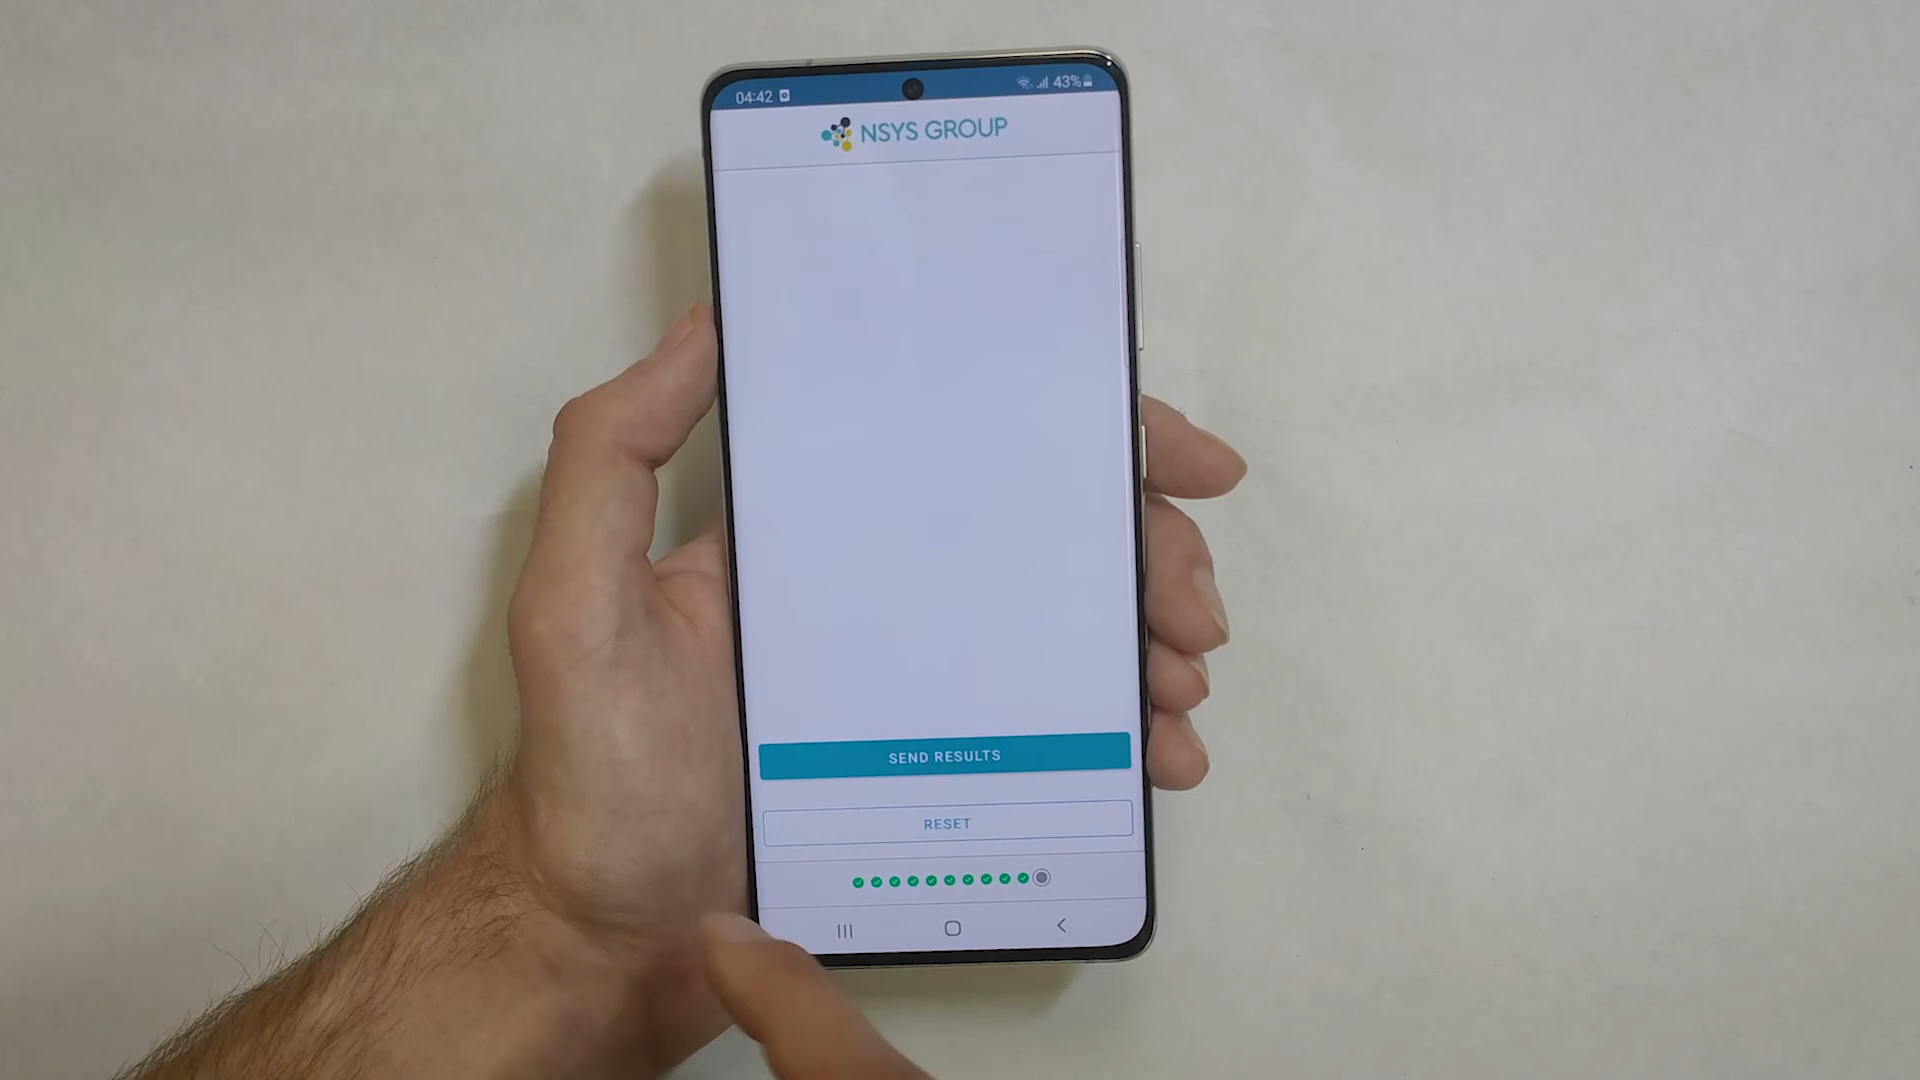 04:42
43%
NSYS GROUP
SEND RESULTS
RESET